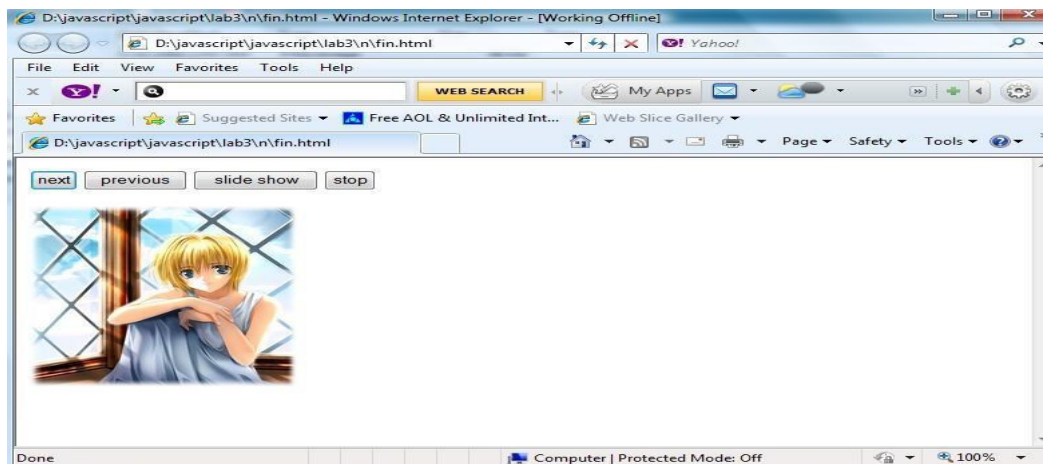 D:\javascript\javascript\lab3\n\fin.html - Windows Internet Explorer - [Working Offline]
D:\javascript\javascript\lab3\n\fin.html Yahoo!
File Edit View Favorites Tools Help
Y! WEB SEARCH My Apps
Favorites Suggested Sites Free AOL & Unlimited Int... Web Slice Gallery
D:\javascript\javascript\lab3\n\fin.html Page Safety Tools
next previous slide show stop
Done Computer | Protected Mode: Off 100%